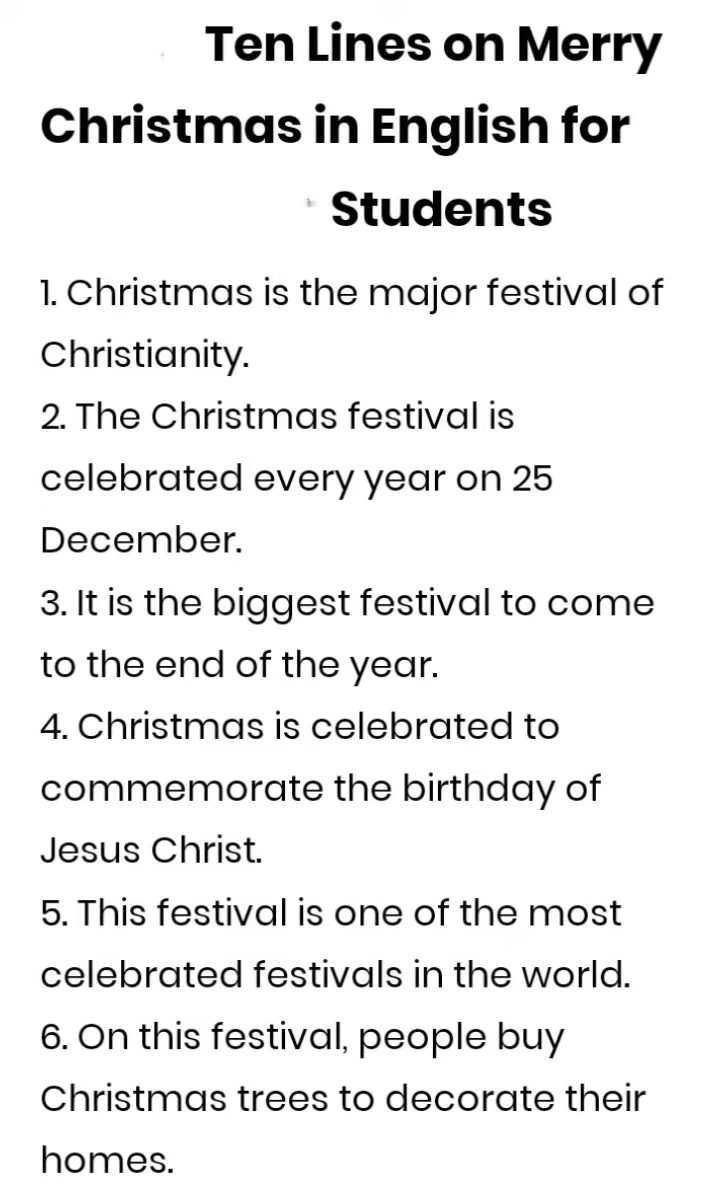 Ten Lines on Merry
Christmas in English for
Students
1. Christmas is the major festival of
Christianity.
2. The Christmas festival is
celebrated every year on 25
December.
3. It is the biggest festival to come
to the end of the year.
4. Christmas is celebrated to
commemorate the birthday of
Jesus Christ.
5. This festival is one of the most
celebrated festivals in the world.
6. On this festival, people buy
Christmas trees to decorate their
homes.